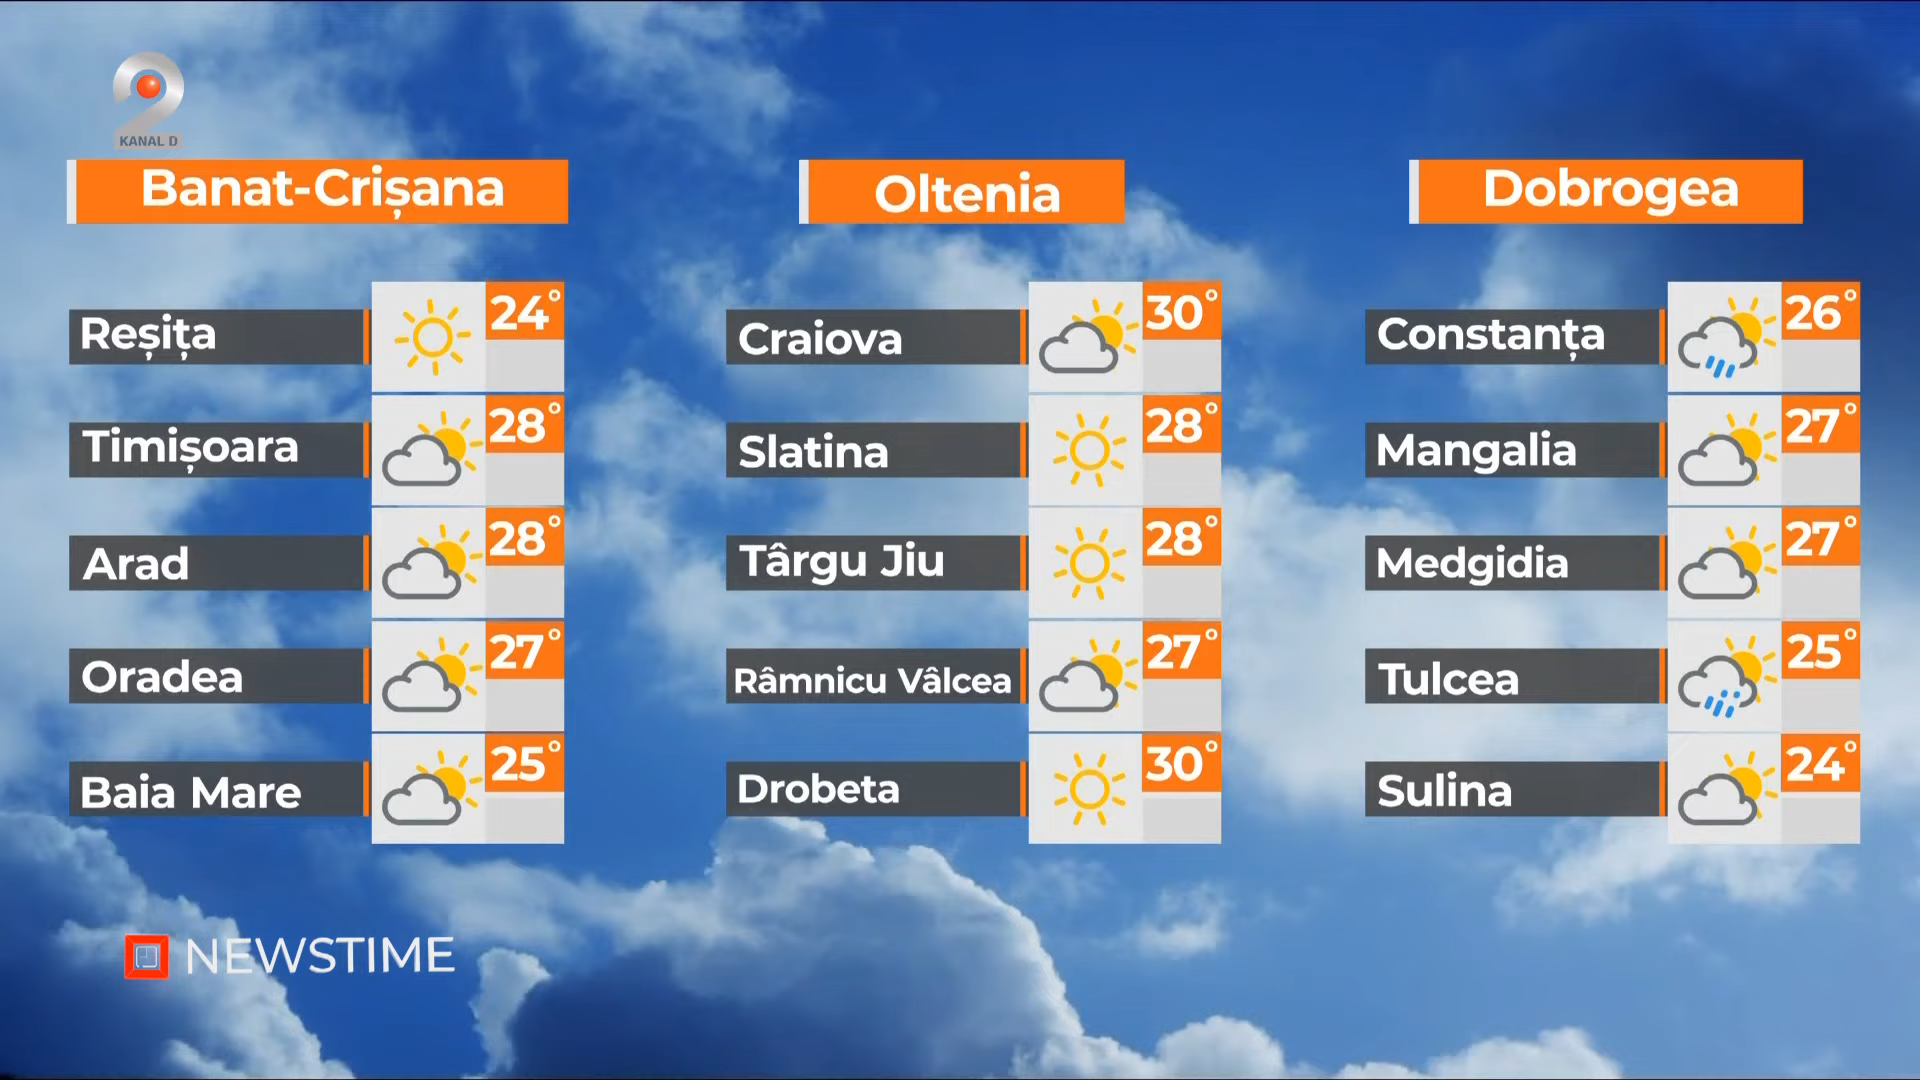 KANAL D
Banat-Crișana
Reșița 24°
Timișoara 28°
Arad 28°
Oradea 27°
Baia Mare 25°
Oltenia
Craiova 30°
Slatina 28°
Târgu Jiu 28°
Râmnicu Vâlcea 27°
Drobeta 30°
Dobrogea
Constanța 26°
Mangalia 27°
Medgidia 27°
Tulcea 25°
Sulina 24°
NEWSTIME